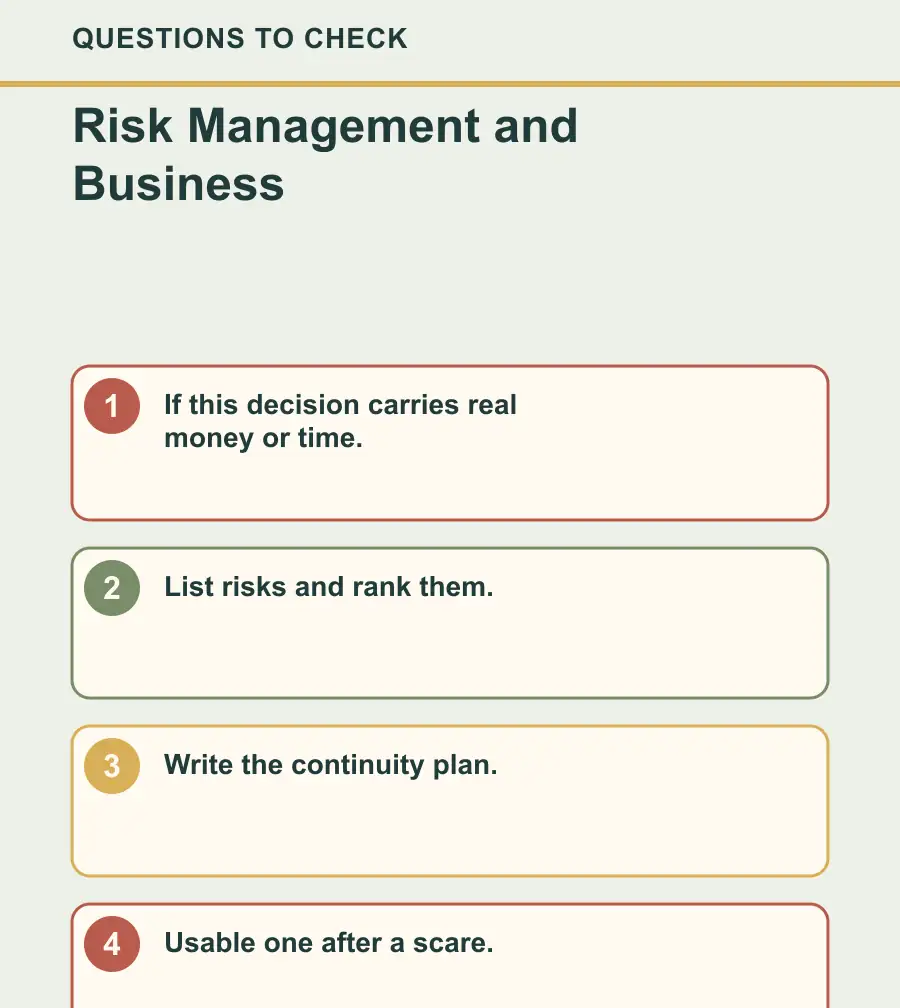 QUESTIONS TO CHECK
Risk Management and
Business
1
If this decision carries real
money or time.
2
List risks and rank them.
3
Write the continuity plan.
4
Usable one after a scare.